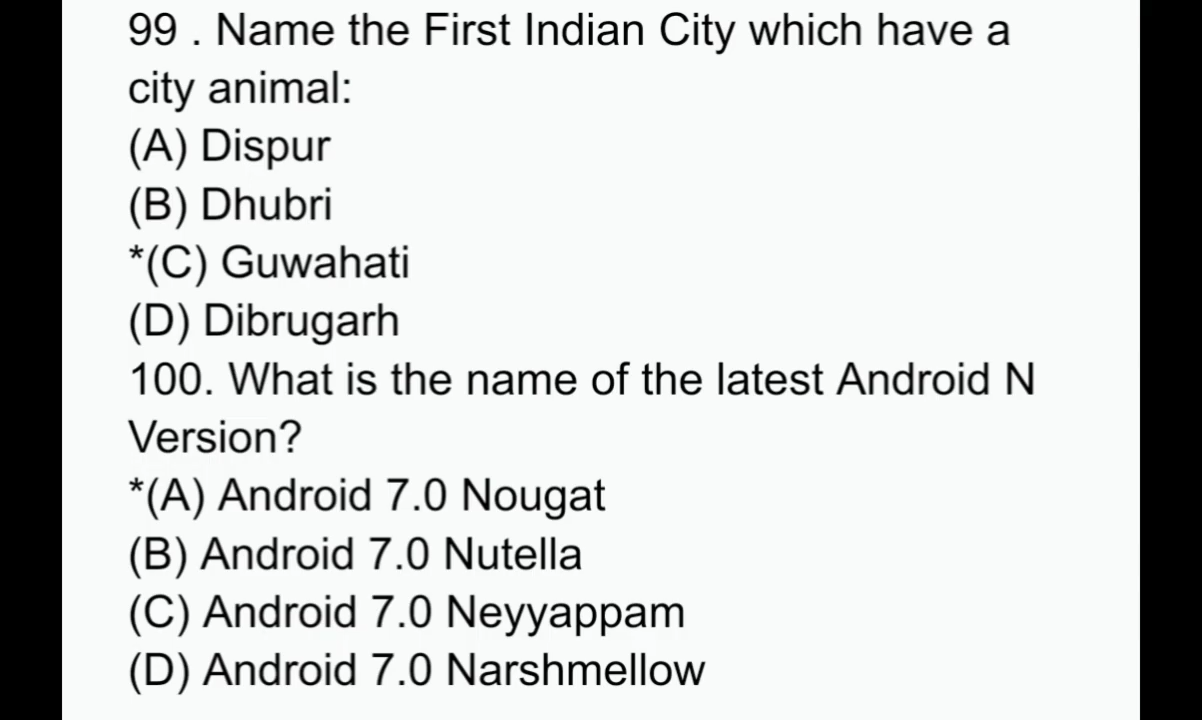 99 . Name the First Indian City which have a
city animal:
(A) Dispur
(B) Dhubri
*(C) Guwahati
(D) Dibrugarh
100. What is the name of the latest Android N
Version?
*(A) Android 7.0 Nougat
(B) Android 7.0 Nutella
(C) Android 7.0 Neyyappam
(D) Android 7.0 Narshmellow